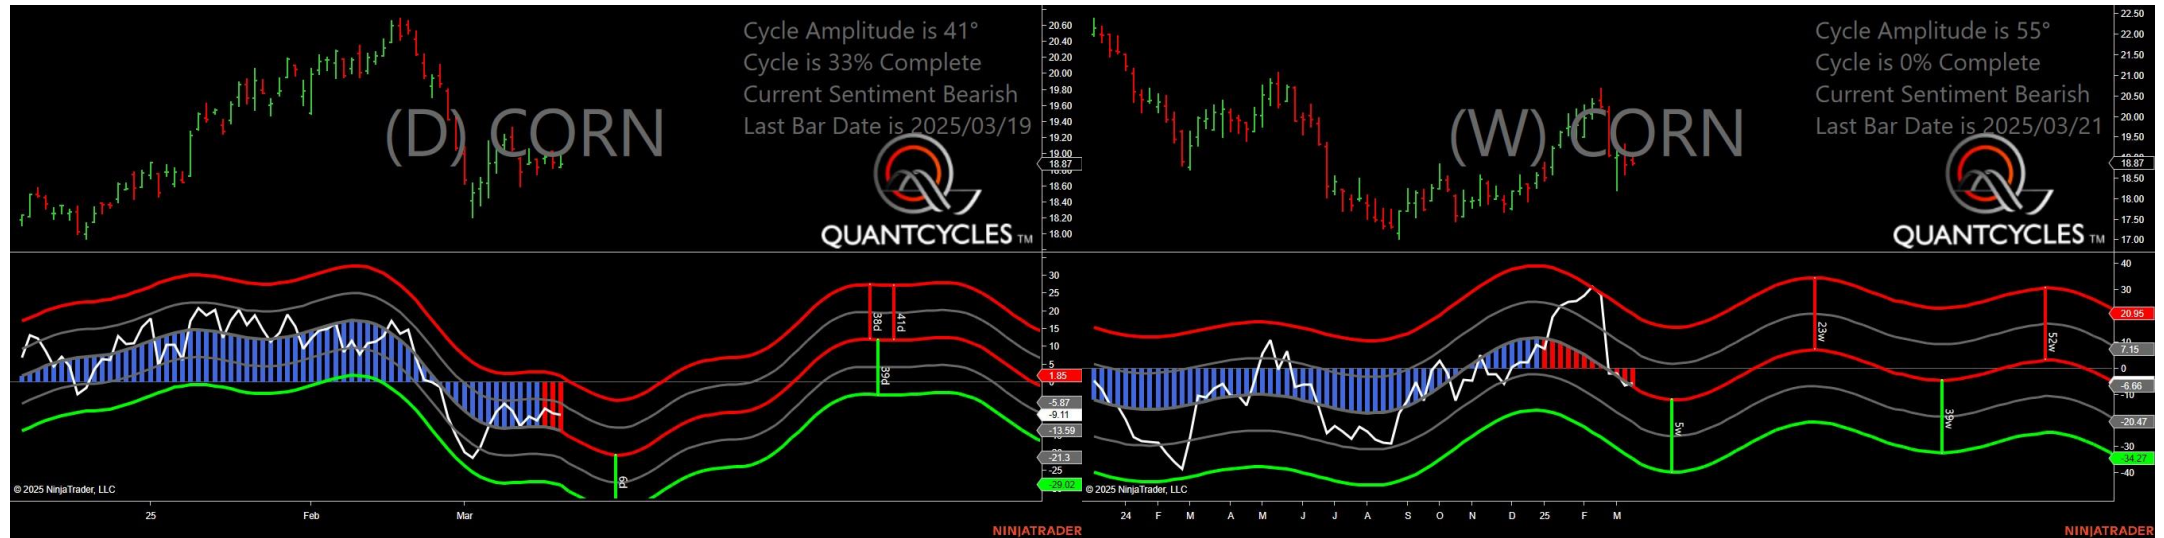 Cycle Amplitude is 41°
Cycle is 33% Complete
Current Sentiment Bearish
Last Bar Date is 2025/03/19
(D) CORN
QUANTCYCLES TM
20.60
20.40
20.20
20.00
19.80
19.60
19.40
19.20
19.00
18.87
18.60
18.40
18.20
18.00
38d
41d
39d
6d
30
25
20
15
10
5
1.85
-5.87
-9.11
-13.59
-21.3
-25
-29.02
© 2025 NinjaTrader, LLC
25
Feb
Mar
NINJATRADER
Cycle Amplitude is 55°
Cycle is 0% Complete
Current Sentiment Bearish
Last Bar Date is 2025/03/21
(W) CORN
QUANTCYCLES TM
22.50
22.00
21.50
21.00
20.50
20.00
19.50
18.87
18.50
18.00
17.50
17.00
23w
52w
5w
39w
40
30
20.95
7.15
0
-6.66
-10
-20.47
-30
-34.27
-40
© 2025 NinjaTrader, LLC
24
F
M
A
M
J
J
A
S
O
N
D
25
F
M
NINJATRADER